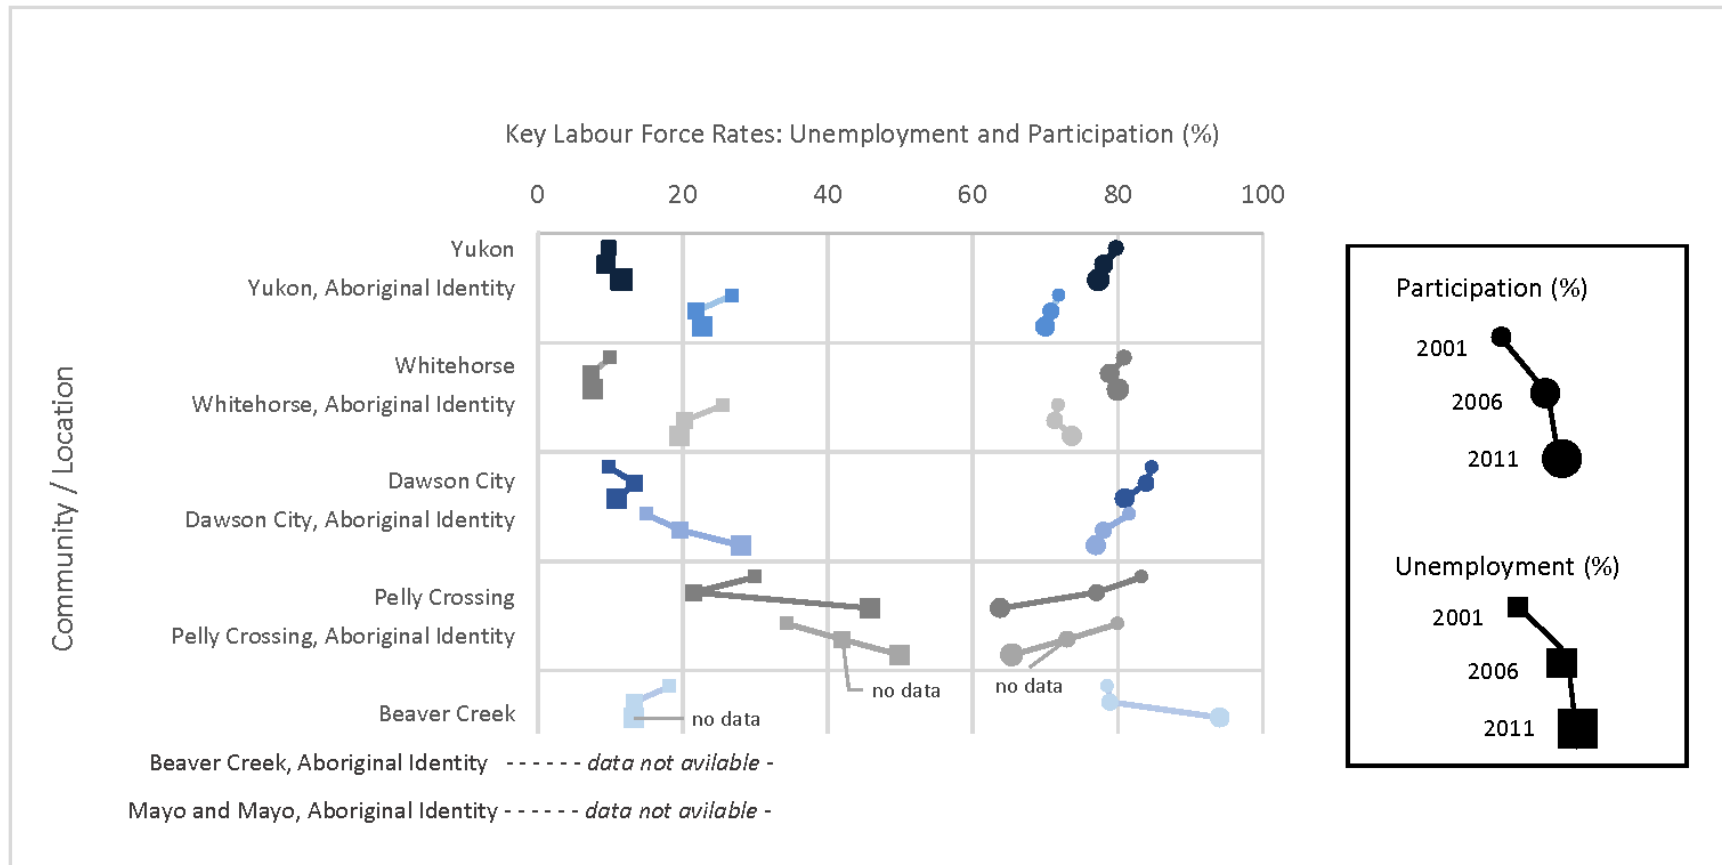 Key Labour Force Rates: Unemployment and Participation (%)
0 20 40 60 80 100
Community / Location
Yukon
Yukon, Aboriginal Identity
Whitehorse
Whitehorse, Aboriginal Identity
Dawson City
Dawson City, Aboriginal Identity
Pelly Crossing
Pelly Crossing, Aboriginal Identity
no data
no data
Beaver Creek
no data
Beaver Creek, Aboriginal Identity - - - - - - data not avilable -
Mayo and Mayo, Aboriginal Identity - - - - - - data not avilable -
Participation (%)
2001
2006
2011
Unemployment (%)
2001
2006
2011